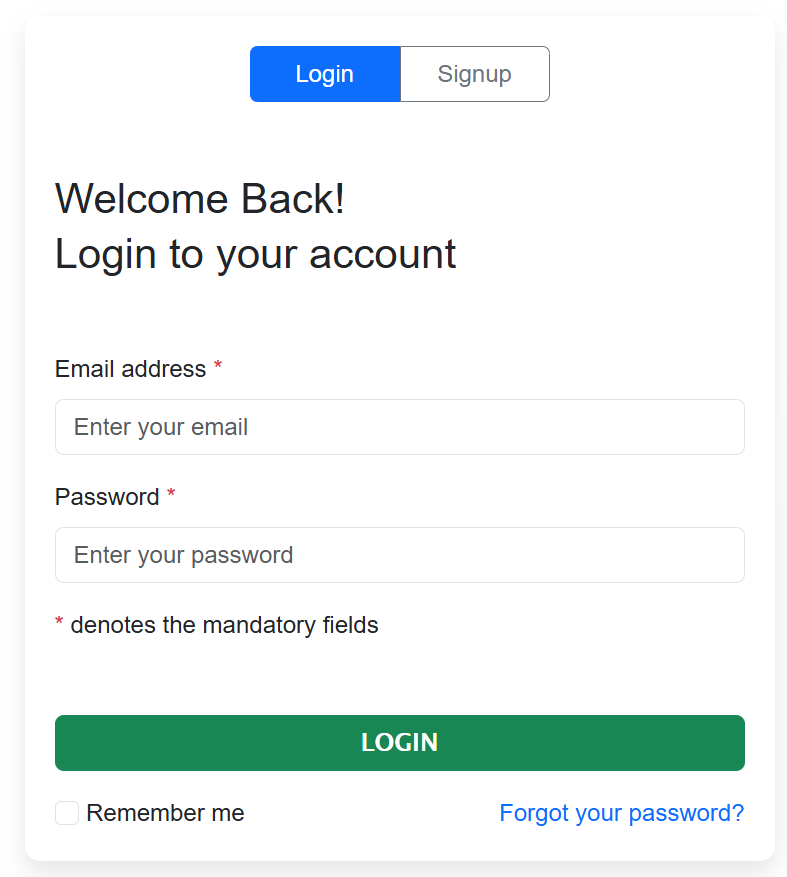 Login Signup
Welcome Back!
Login to your account
Email address *
Enter your email
Password *
Enter your password
* denotes the mandatory fields
LOGIN
Remember me Forgot your password?